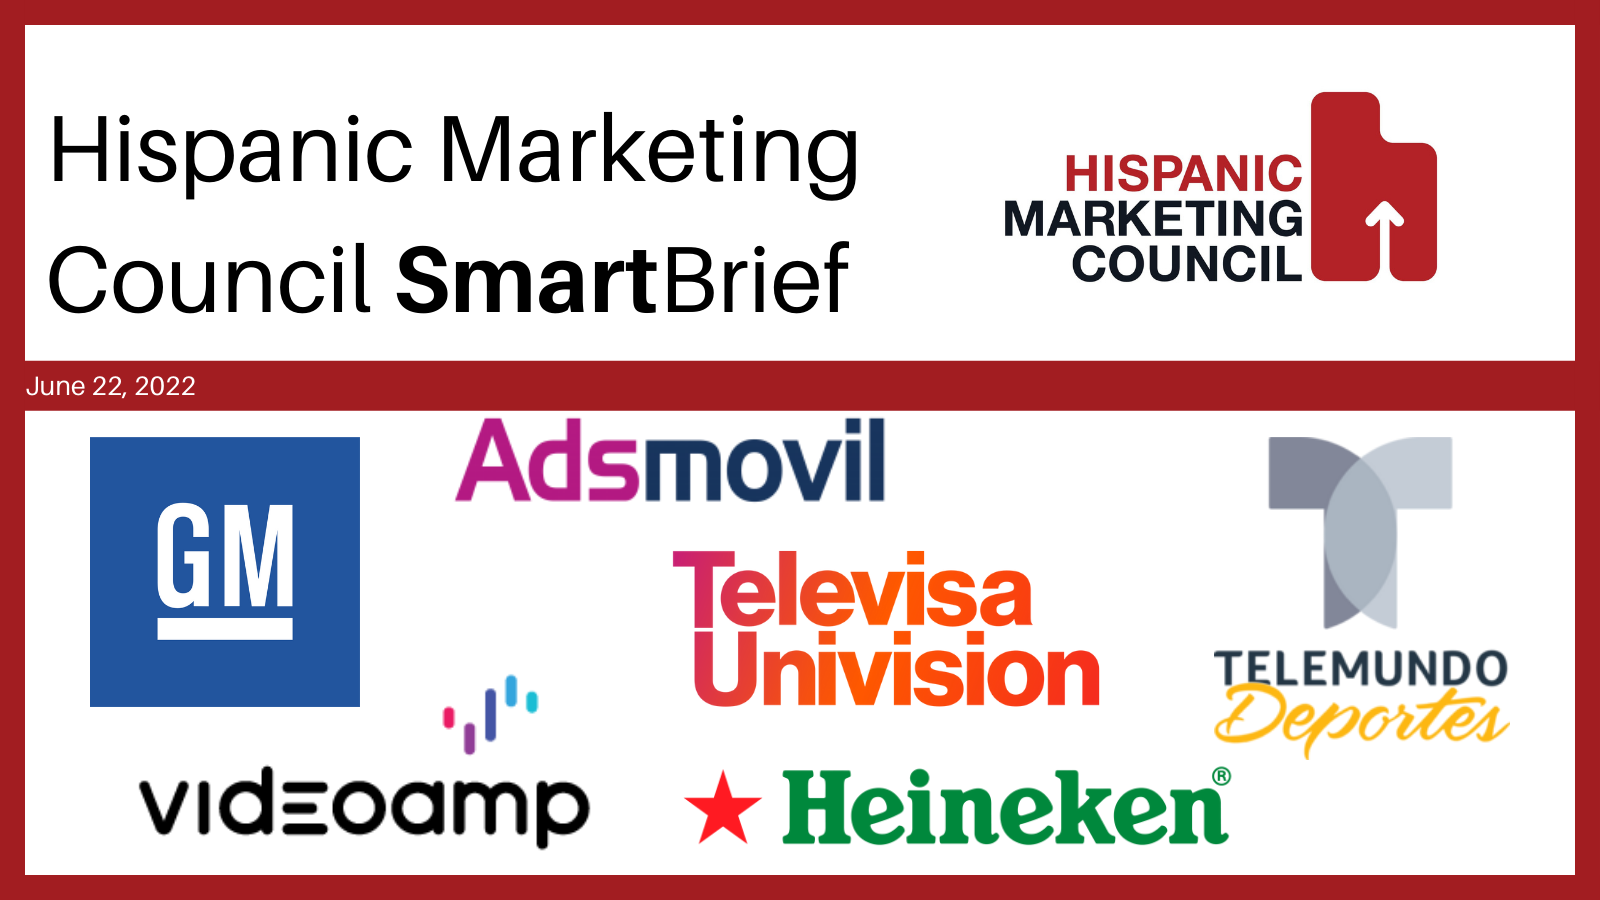 Hispanic Marketing
Council SmartBrief
HISPANIC
MARKETING
COUNCIL
June 22, 2022
GM
Adsmovil
Televisa
Univision
TELEMUNDO
Deportes
videoamp
Heineken®